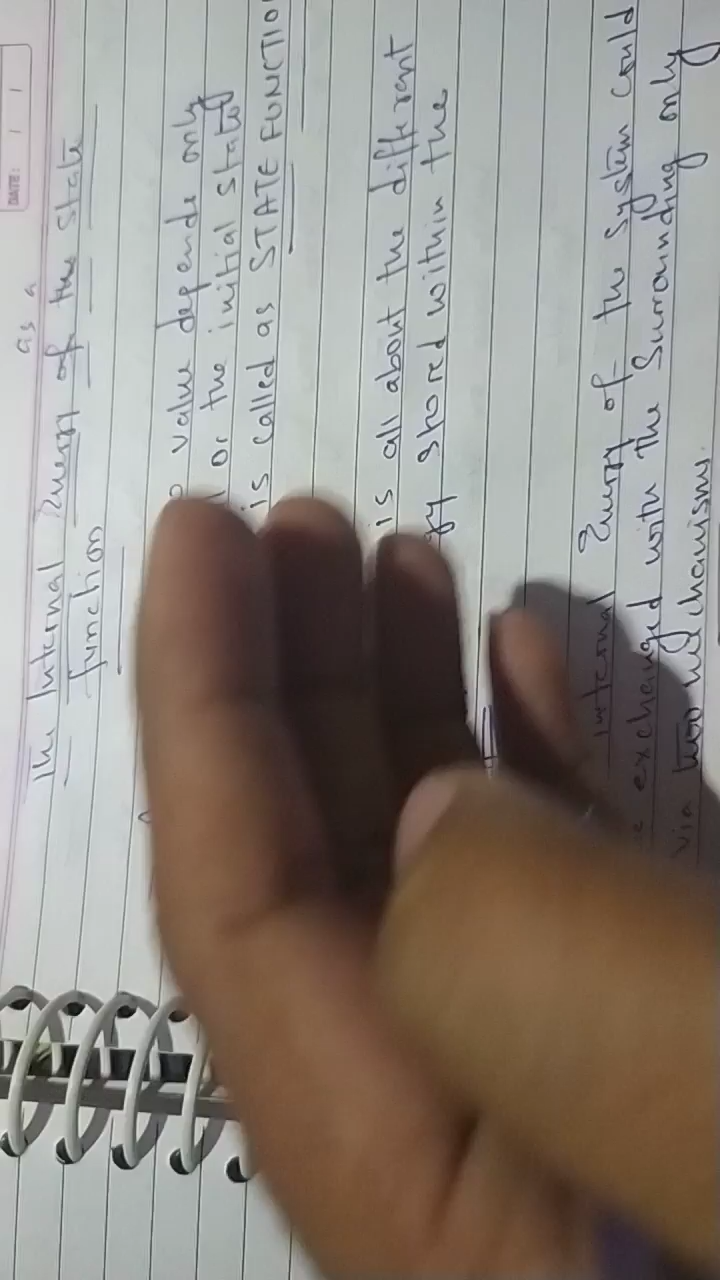 DATE: / /
as a
The Internal Energy of the State
function
value depends only
or the initial state
is called as STATE FUNCTIO
is all about the different
gy stored within the
internal Energy of the System could
exchanged with the Surrounding only
via two mechanisms.